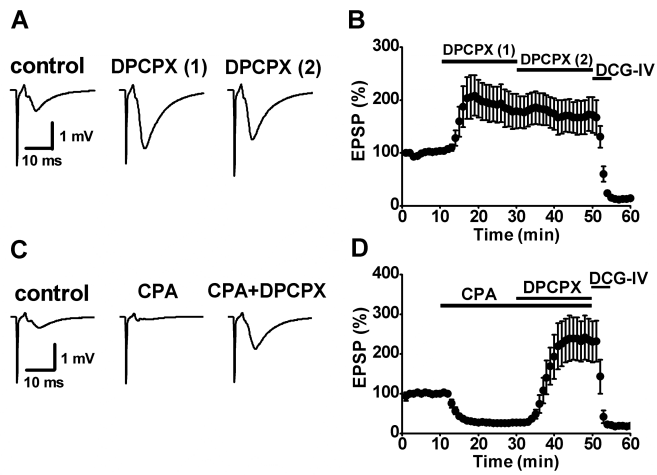 A
control
DPCPX (1)
DPCPX (2)
1 mV
10 ms
B
300
200
100
0
EPSP (%)
DPCPX (1)
DPCPX (2)
DCG-IV
0 10 20 30 40 50 60
Time (min)
C
control
CPA
CPA+DPCPX
1 mV
10 ms
D
400
300
200
100
0
EPSP (%)
CPA
DPCPX
DCG-IV
0 10 20 30 40 50 60
Time (min)